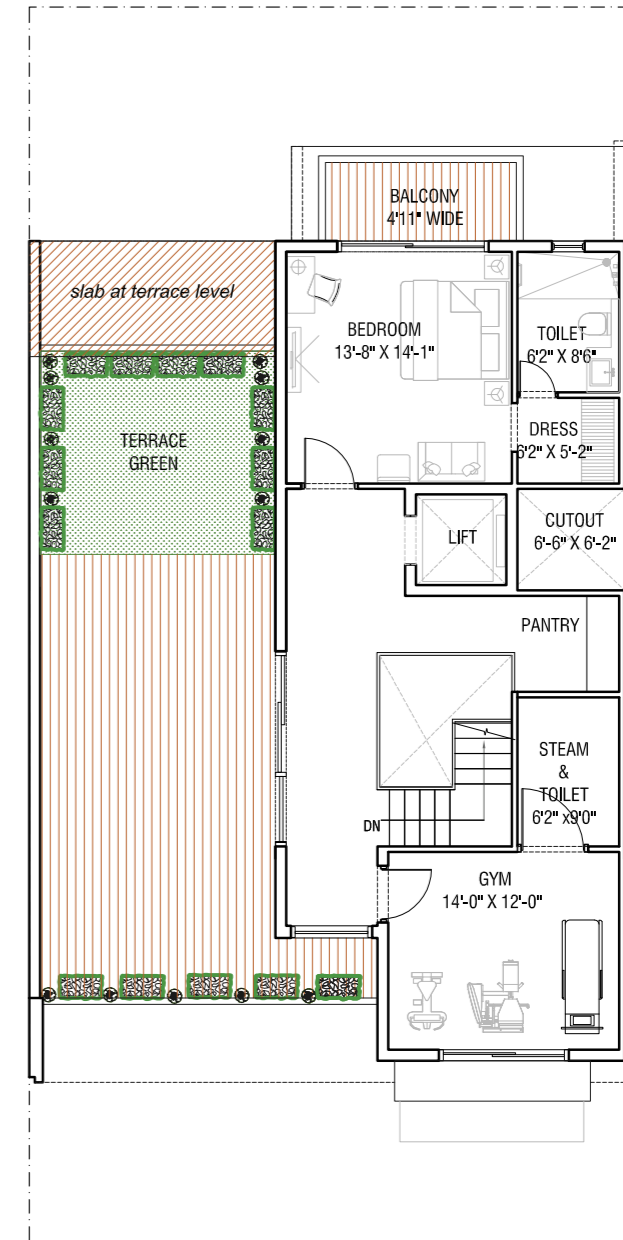 BALCONY
4'11" WIDE
slab at terrace level
BEDROOM
13'-8" X 14'-1"
TOILET
6'2" X 8'6"
TERRACE
GREEN
DRESS
6'2" X 5'-2"
LIFT
CUTOUT
6'-6" X 6'-2"
PANTRY
STEAM
&
TOILET
6'2" x9'0"
DN
GYM
14'-0" X 12'-0"